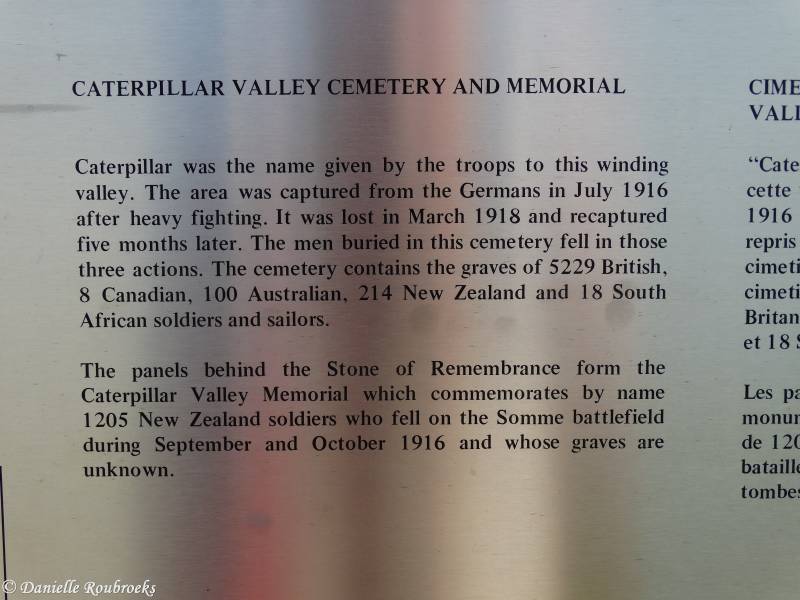 CATERPILLAR VALLEY CEMETERY AND MEMORIAL
Caterpillar was the name given by the troops to this winding
valley. The area was captured from the Germans in July 1916
after heavy fighting. It was lost in March 1918 and recaptured
five months later. The men buried in this cemetery fell in those
three actions. The cemetery contains the graves of 5229 British,
8 Canadian, 100 Australian, 214 New Zealand and 18 South
African soldiers and sailors.
The panels behind the Stone of Remembrance form the
Caterpillar Valley Memorial which commemorates by name
1205 New Zealand soldiers who fell on the Somme battlefield
during September and October 1916 and whose graves are
unknown.
CIME
VALL
“Cate
cette
1916
repris
cimeti
cimeti
Britan
et 18 S
Les pa
monum
de 120
bataille
tombes
© Danielle Roubroeks